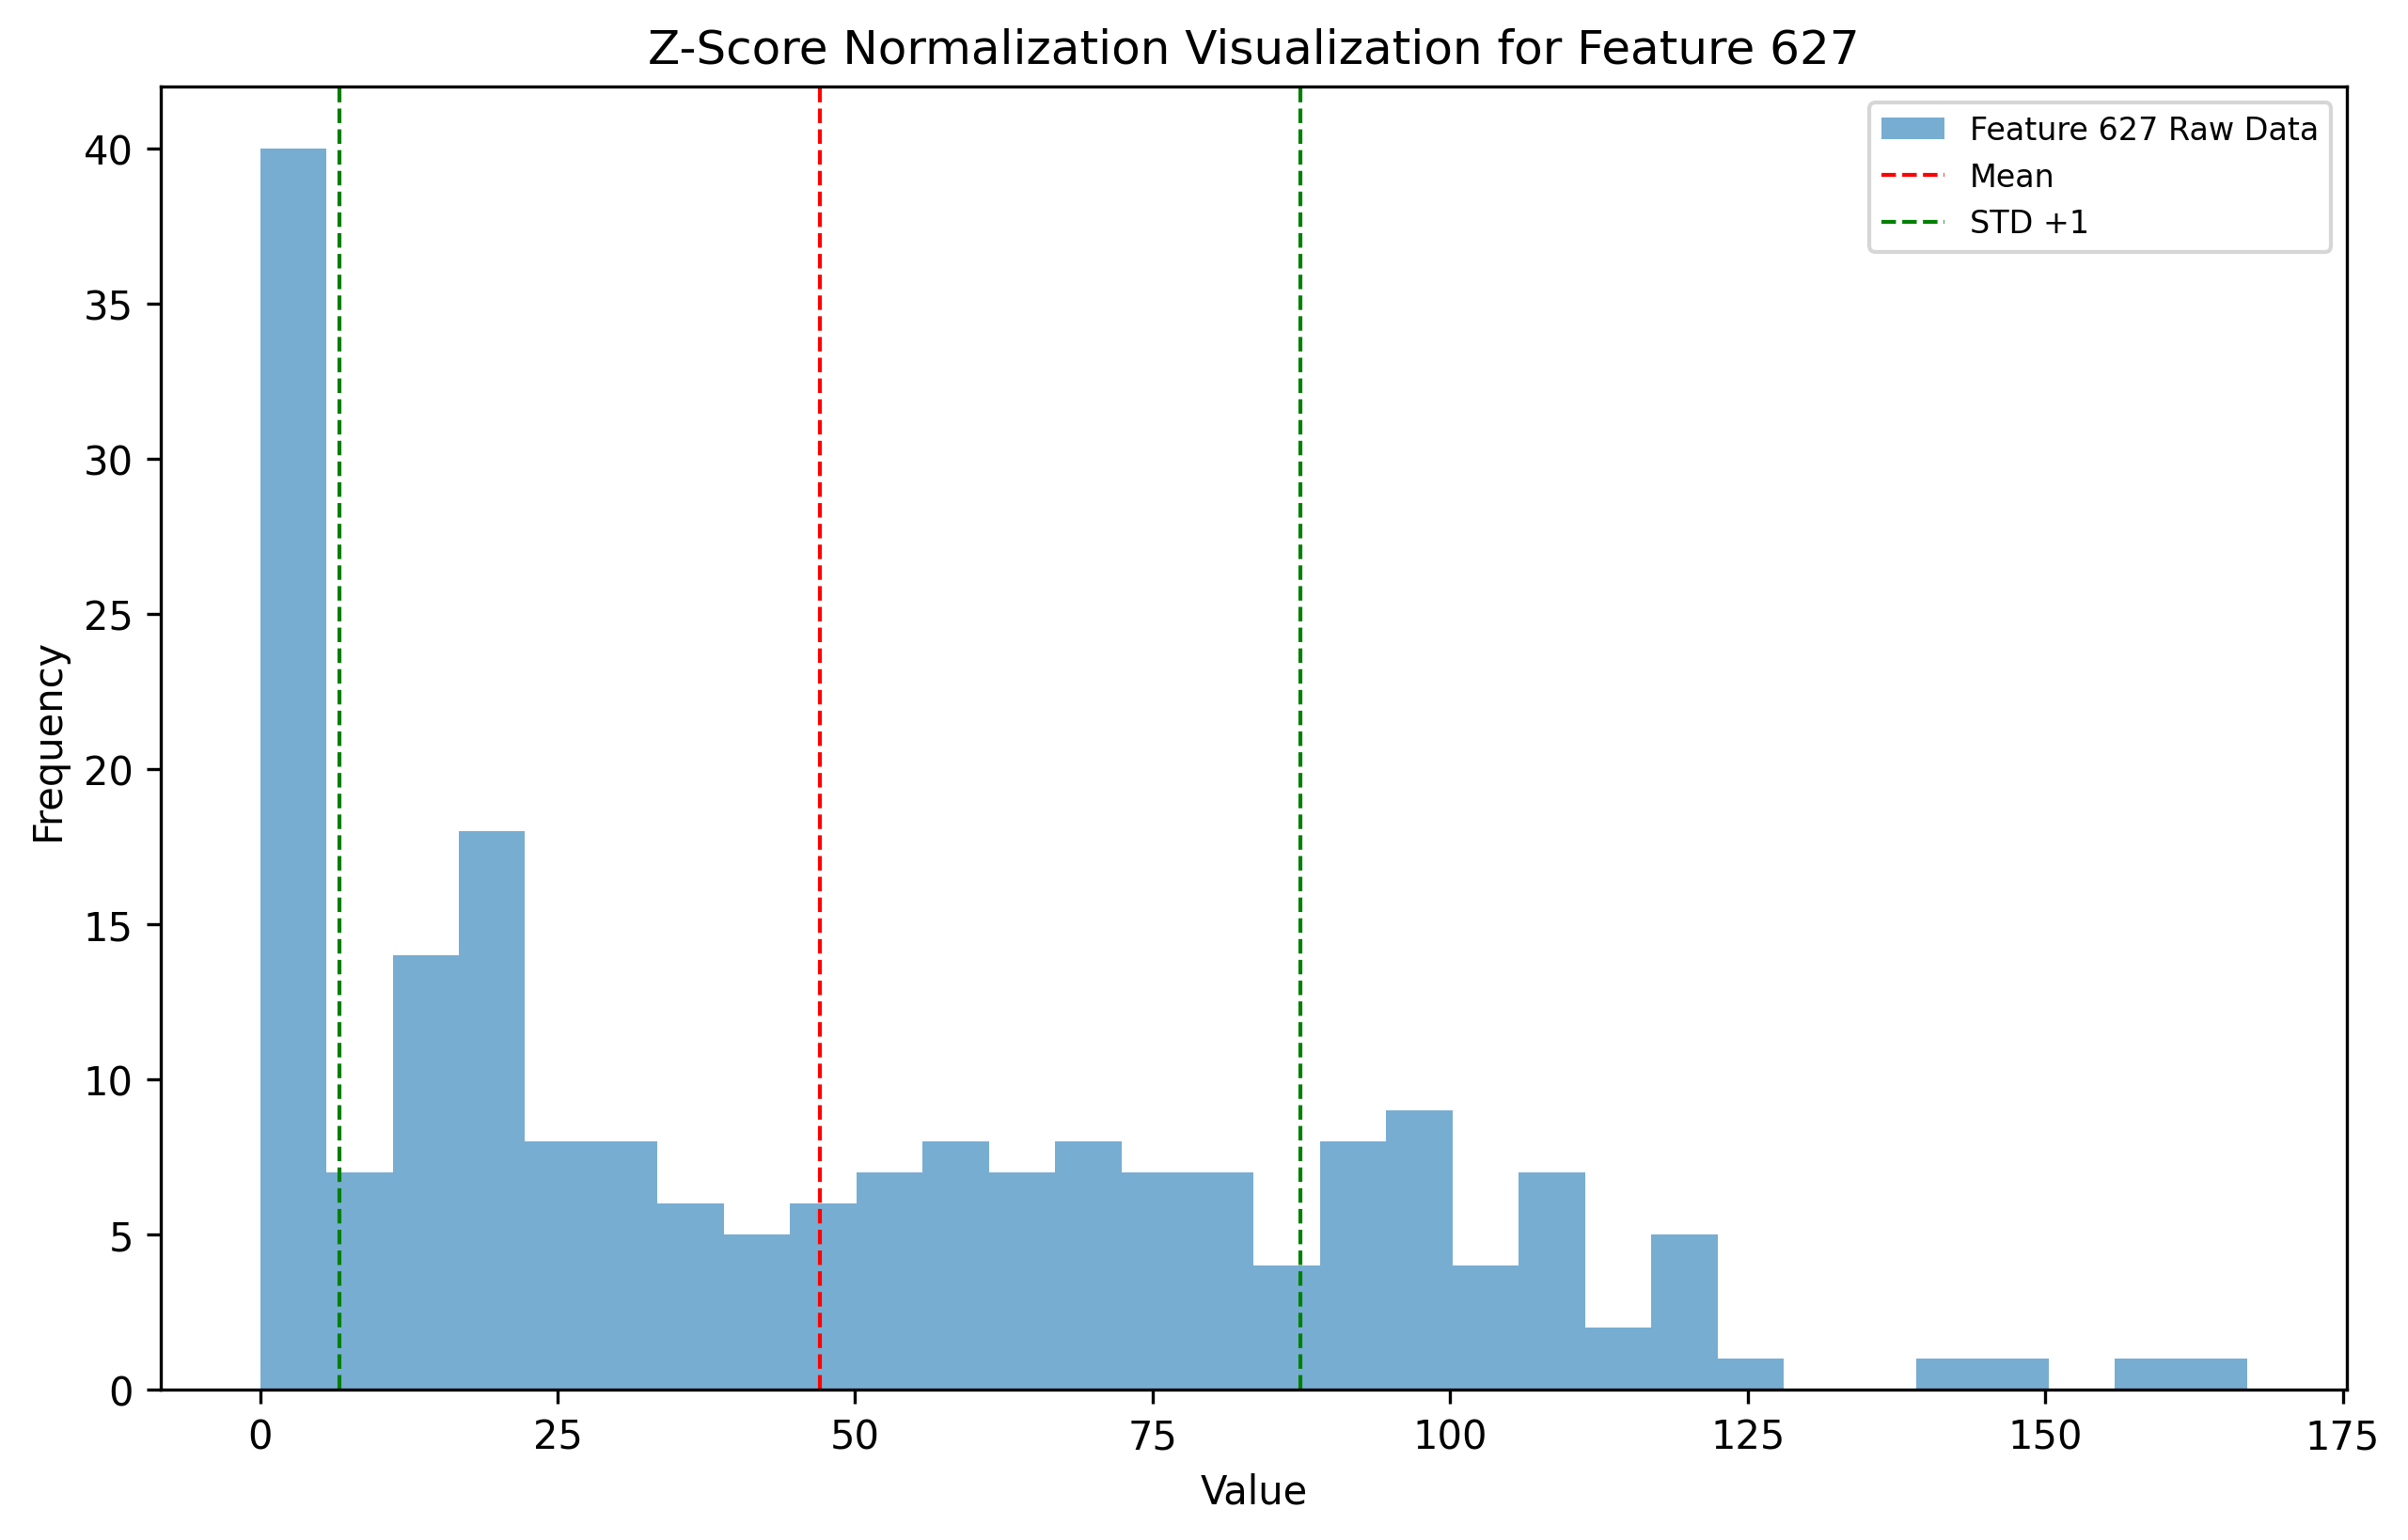 Z-Score Normalization Visualization for Feature 627
Feature 627 Raw Data
Mean
STD +1
40
35
30
25
20
15
10
5
0
Frequency
0 25 50 75 100 125 150 175
Value